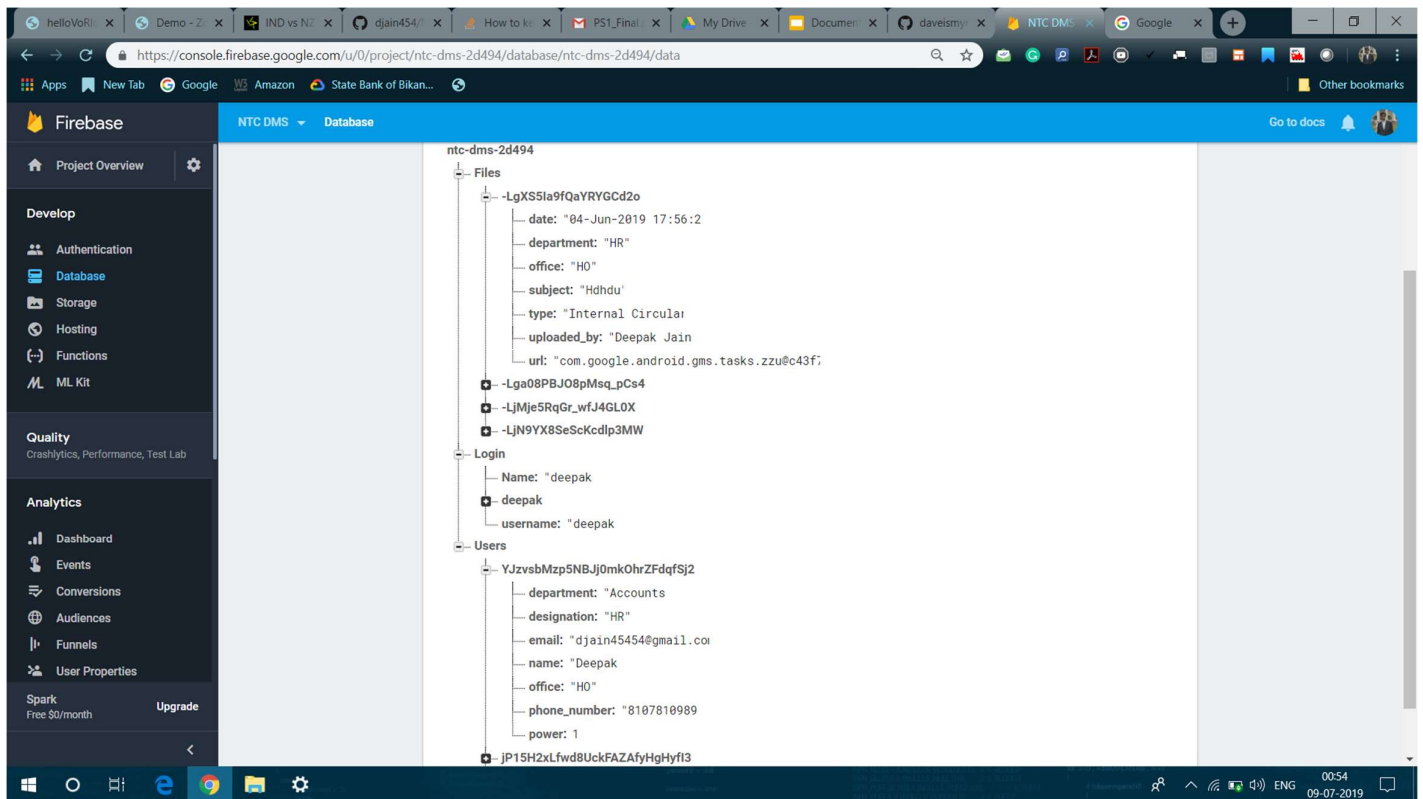 helloVoRl
Demo - Z
IND vs NZ
djain454/
How to ke
PS1_Final.
My Drive
Documen
daveismy
NTC DMS
Google
https://console.firebase.google.com/u/0/project/ntc-dms-2d494/database/ntc-dms-2d494/data
Apps New Tab Google Amazon State Bank of Bikan... Other bookmarks
Firebase
NTC DMS Database Go to docs
Project Overview
Develop
Authentication
Database
Storage
Hosting
Functions
ML Kit
Quality
Crashlytics, Performance, Test Lab
Analytics
Dashboard
Events
Conversions
Audiences
Funnels
User Properties
Spark
Free $0/month
Upgrade
ntc-dms-2d494
Files
-LgXS5Ia9fQaYRYGCd2o
date: "04-Jun-2019 17:56:2
department: "HR"
office: "HO"
subject: "Hdhdu'
type: "Internal Circular
uploaded_by: "Deepak Jain
url: "com.google.android.gms.tasks.zzu@c43f7
-Lga08PBJO8pMsq_pCs4
-LjMje5RqGr_wfJ4GL0X
-LjN9YX8SeScKcdlp3MW
Login
Name: "deepak
deepak
username: "deepak
Users
YJzvsbMzp5NBJj0mkOhrZFdqfSj2
department: "Accounts
designation: "HR"
email: "djain45454@gmail.con
name: "Deepak
office: "HO"
phone_number: "8107810989
power: 1
jP15H2xLfwd8UckFAZAfyHgHyfI3
ENG
00:54
09-07-2019